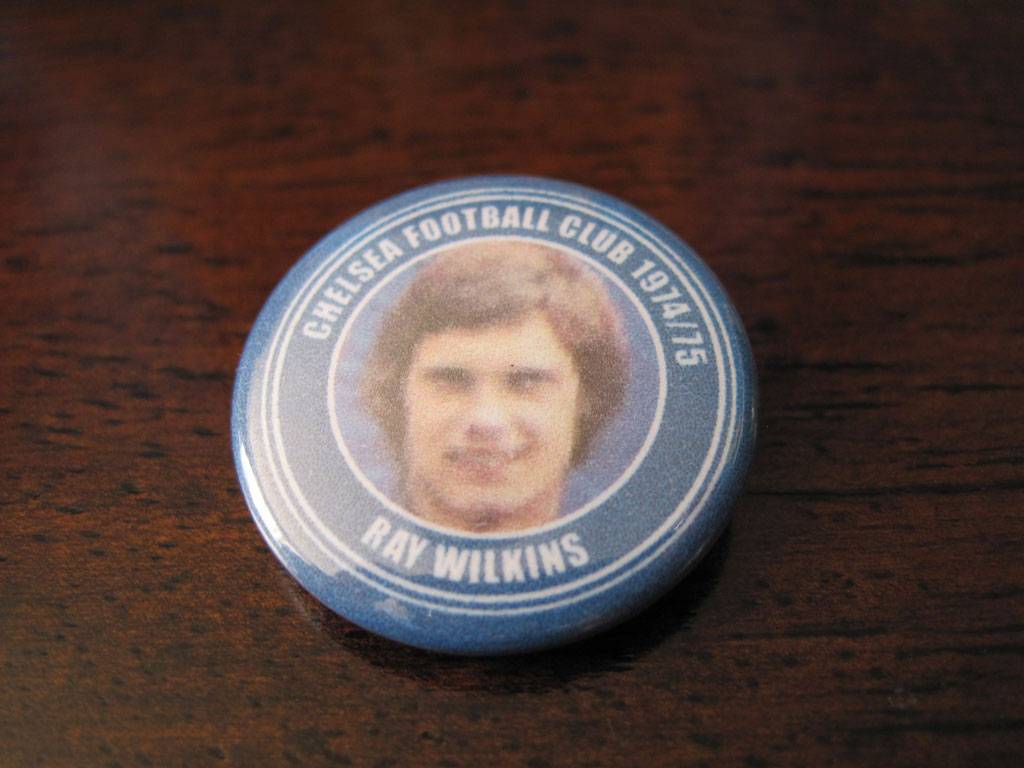 CHELSEA FOOTBALL CLUB 1974/75
RAY WILKINS